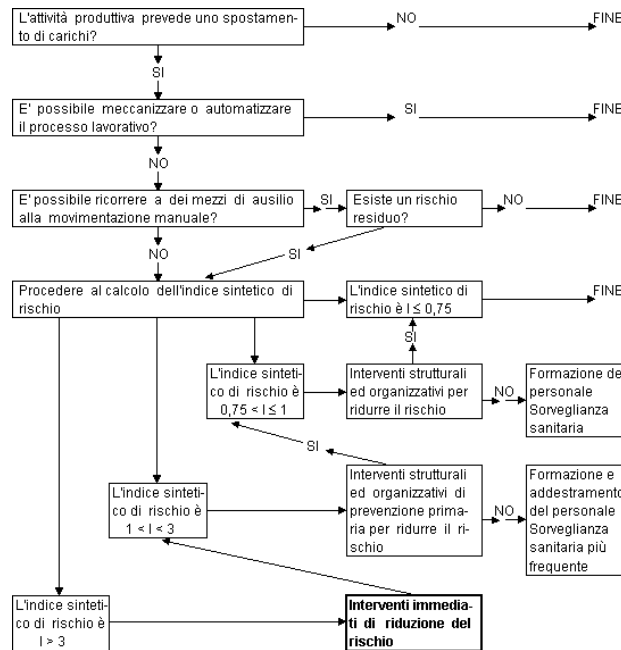 L'attività produttiva prevede uno spostamen-
to di carichi?
NO
FINE
SI
E' possibile meccanizzare o automatizzare
il processo lavorativo?
SI
FINE
NO
E' possibile ricorrere a dei mezzi di ausilio
alla movimentazione manuale?
SI
Esiste un rischio
residuo?
NO
FINE
NO
SI
Procedere al calcolo dell'indice sintetico di
rischio
L'indice sintetico di
rischio è I ≤ 0,75
FINE
SI
L'indice sinteti-
co di rischio è
0,75 < I ≤ 1
Interventi strutturali
ed organizzativi per
ridurre il rischio
NO
Formazione del
personale
Sorveglianza
sanitaria
SI
L'indice sinteti-
co di rischio è
1 < I < 3
Interventi strutturali
ed organizzativi di
prevenzione prima-
ria per ridurre il ri-
schio
NO
Formazione e
addestramento
del personale
Sorveglianza
sanitaria più
frequente
L'indice sinteti-
co di rischio è
I > 3
Interventi immedia-
ti di riduzione del
rischio